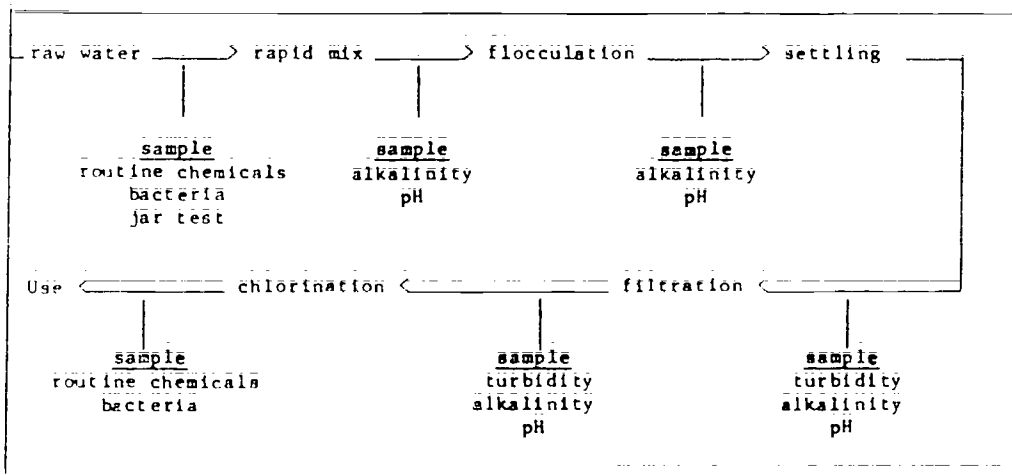 raw water rapid mix flocculation settling
sample sample sample
routine chemicals alkalinity alkalinity
bacteria pH pH
jar test
Use chlorination filtration
sample sample sample
routine chemicals turbidity turbidity
bacteria alkalinity alkalinity
pH pH